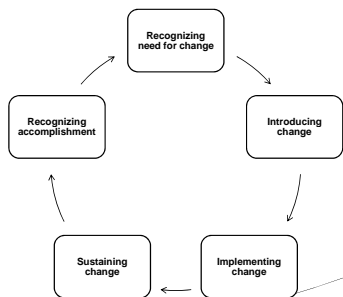 Recognizing
need for change
Introducing
change
Implementing
change
Sustaining
change
Recognizing
accomplishment